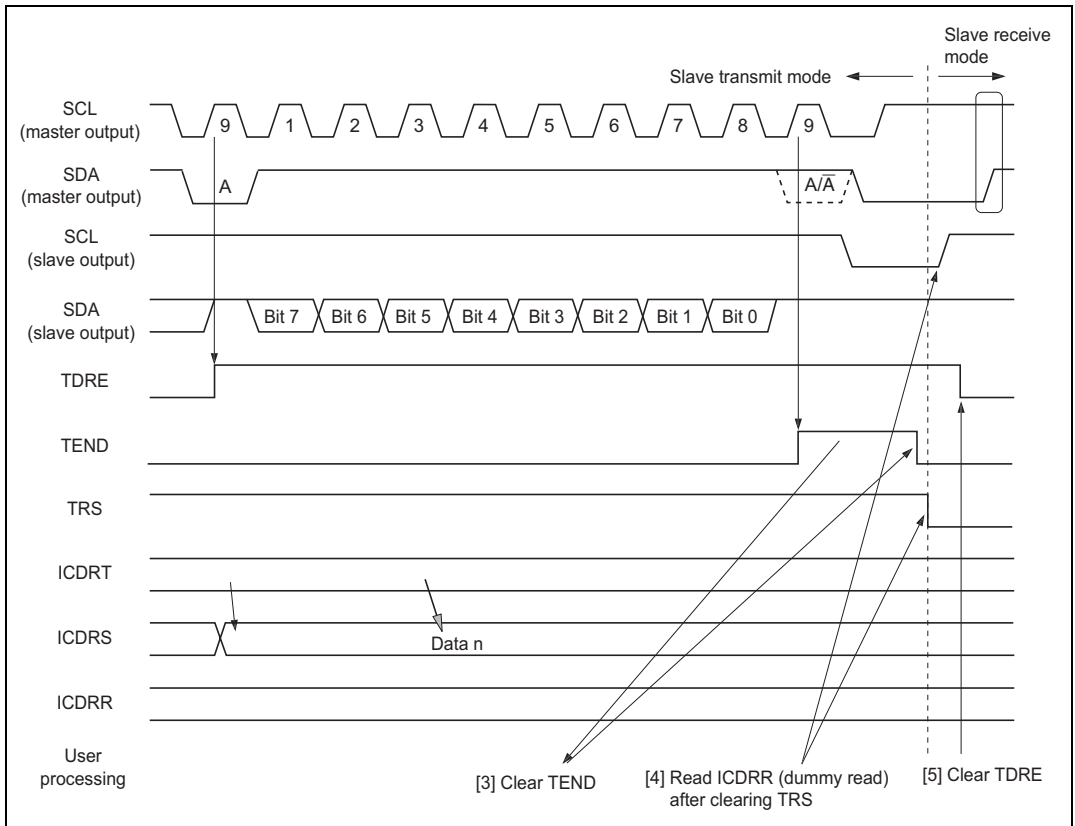 Slave receive
mode
Slave transmit mode
SCL
(master output)
9 1 2 3 4 5 6 7 8 9
SDA
(master output)
A A/A̅
SCL
(slave output)
SDA
(slave output)
Bit 7 Bit 6 Bit 5 Bit 4 Bit 3 Bit 2 Bit 1 Bit 0
TDRE
TEND
TRS
ICDRT
ICDRS
Data n
ICDRR
User
processing
[3] Clear TEND
[4] Read ICDRR (dummy read)
after clearing TRS
[5] Clear TDRE